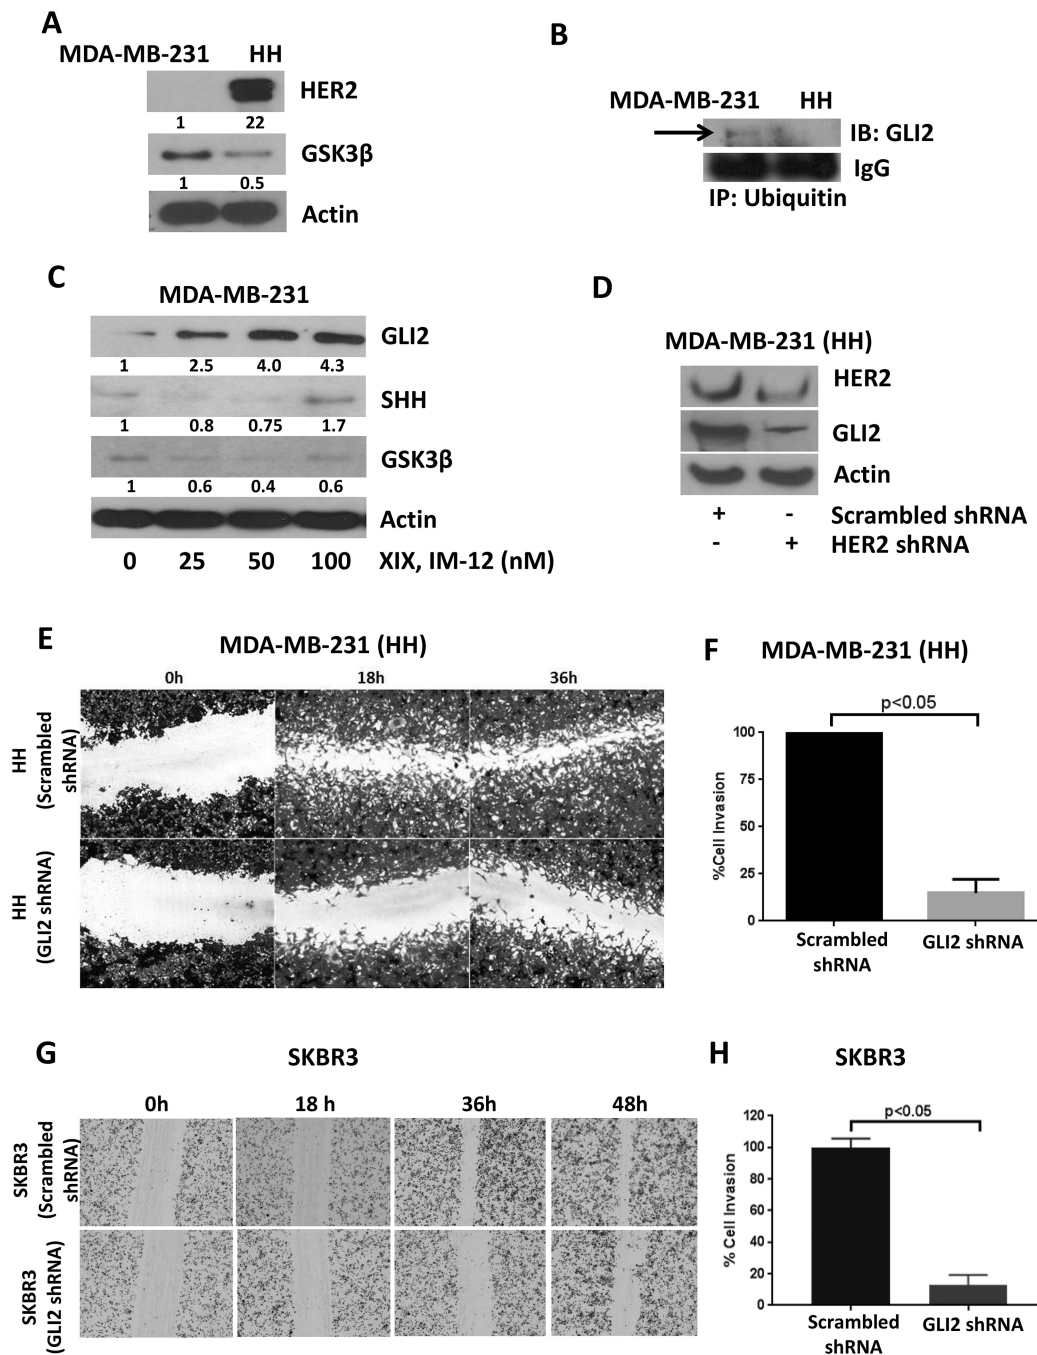 A
MDA-MB-231 HH
HER2
1 22
GSK3β
1 0.5
Actin
B
MDA-MB-231 HH
IB: GLI2
IgG
IP: Ubiquitin
C
MDA-MB-231
GLI2
1 2.5 4.0 4.3
SHH
1 0.8 0.75 1.7
GSK3β
1 0.6 0.4 0.6
Actin
0 25 50 100 XIX, IM-12 (nM)
D
MDA-MB-231 (HH)
HER2
GLI2
Actin
+ - Scrambled shRNA
- + HER2 shRNA
E
MDA-MB-231 (HH)
0h 18h 36h
HH
(Scrambled
shRNA)
HH
(GLI2 shRNA)
F
MDA-MB-231 (HH)
p<0.05
100
75
50
25
0
%Cell Invasion
Scrambled
shRNA
GLI2 shRNA
G
SKBR3
0h 18 h 36h 48h
SKBR3
(Scrambled
shRNA)
SKBR3
(GLI2 shRNA)
H
SKBR3
p<0.05
120
100
80
60
40
20
0
% Cell Invasion
Scrambled
shRNA
GLI2 shRNA